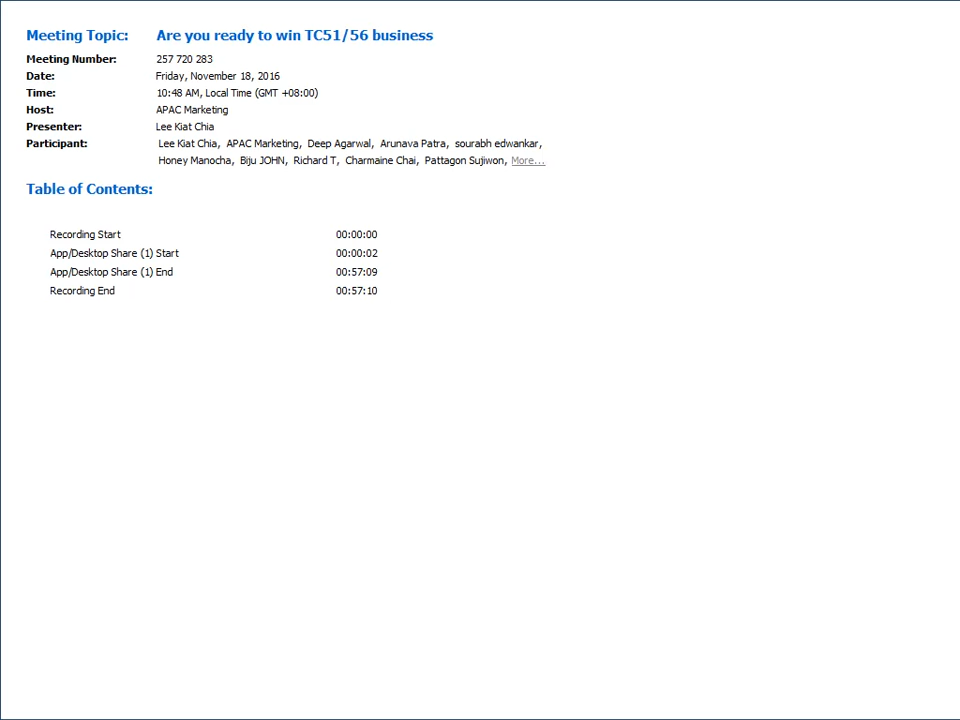 Meeting Topic: Are you ready to win TC51/56 business
Meeting Number: 257 720 283
Date: Friday, November 18, 2016
Time: 10:48 AM, Local Time (GMT +08:00)
Host: APAC Marketing
Presenter: Lee Kiat Chia
Participant: Lee Kiat Chia, APAC Marketing, Deep Agarwal, Arunava Patra, sourabh edwankar,
Honey Manocha, Biju JOHN, Richard T, Charmaine Chai, Pattagon Sujiwon, More...
Table of Contents:
Recording Start 00:00:00
App/Desktop Share (1) Start 00:00:02
App/Desktop Share (1) End 00:57:09
Recording End 00:57:10